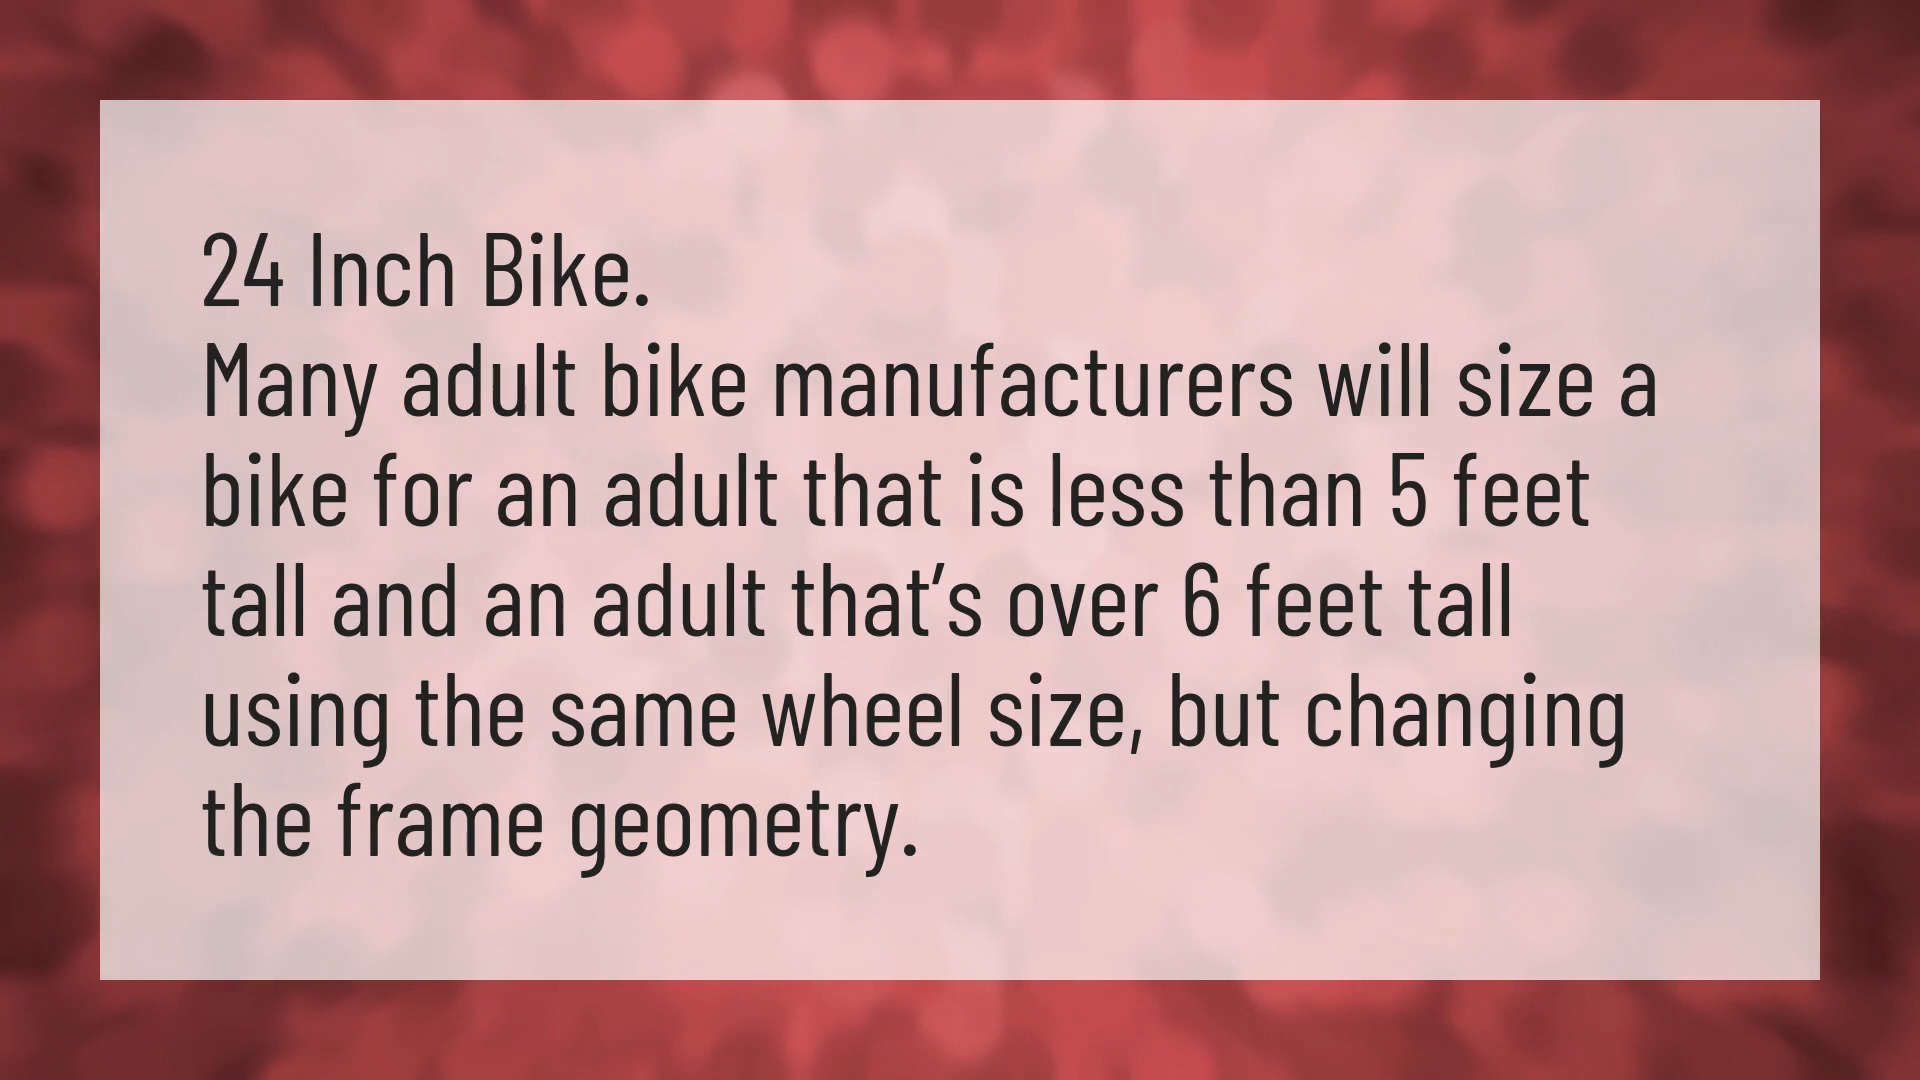 24 Inch Bike.
Many adult bike manufacturers will size a
bike for an adult that is less than 5 feet
tall and an adult that’s over 6 feet tall
using the same wheel size, but changing
the frame geometry.